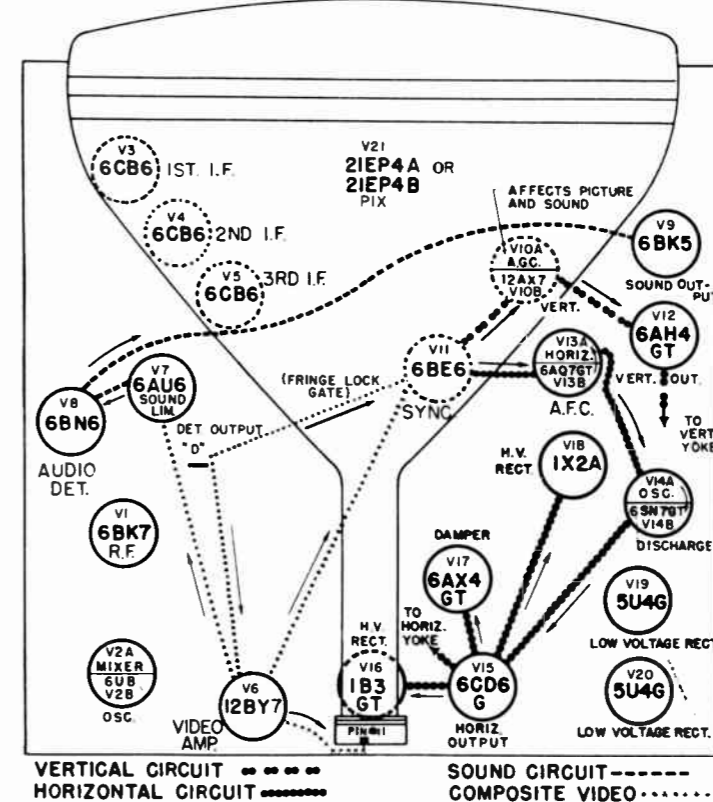 V3
6CB6 1ST. I.F.
V4
6CB6 2ND I.F.
V5
6CB6 3RD I.F.
V21
21EP4A OR
21EP4B
PIX
AFFECTS PICTURE
AND SOUND
V10A
A.G.C.
12AX7
V10B
VERT.
V9
6BK5
SOUND OUT-
PUT
V12
6AH4
GT
VERT. OUT.
TO
VERT.
YOKE
V11
6BE6
SYNC.
V13A
HORIZ.
6AQ7GT
V13B
A.F.C.
V7
6AU6
SOUND
LIM.
V8
6BN6
AUDIO
DET.
(FRINGE LOCK
GATE)
DET OUTPUT
"D"
V1
6BK7
R.F.
H.V.
RECT.
V18
1X2A
V14A
OSC.
6SN7GT
V14B
DISCHARGE
DAMPER
V17
6AX4
GT
TO
HORIZ.
YOKE
V19
5U4G
LOW VOLTAGE RECT.
V2A
MIXER
6U8
V2B
OSC.
V6
12BY7
VIDEO
AMP.
H.V.
RECT.
V16
1B3
GT
PIN #11
V15
6CD6
G
HORIZ.
OUTPUT
V20
5U4G
LOW VOLTAGE RECT.
VERTICAL CIRCUIT
HORIZONTAL CIRCUIT
SOUND CIRCUIT
COMPOSITE VIDEO